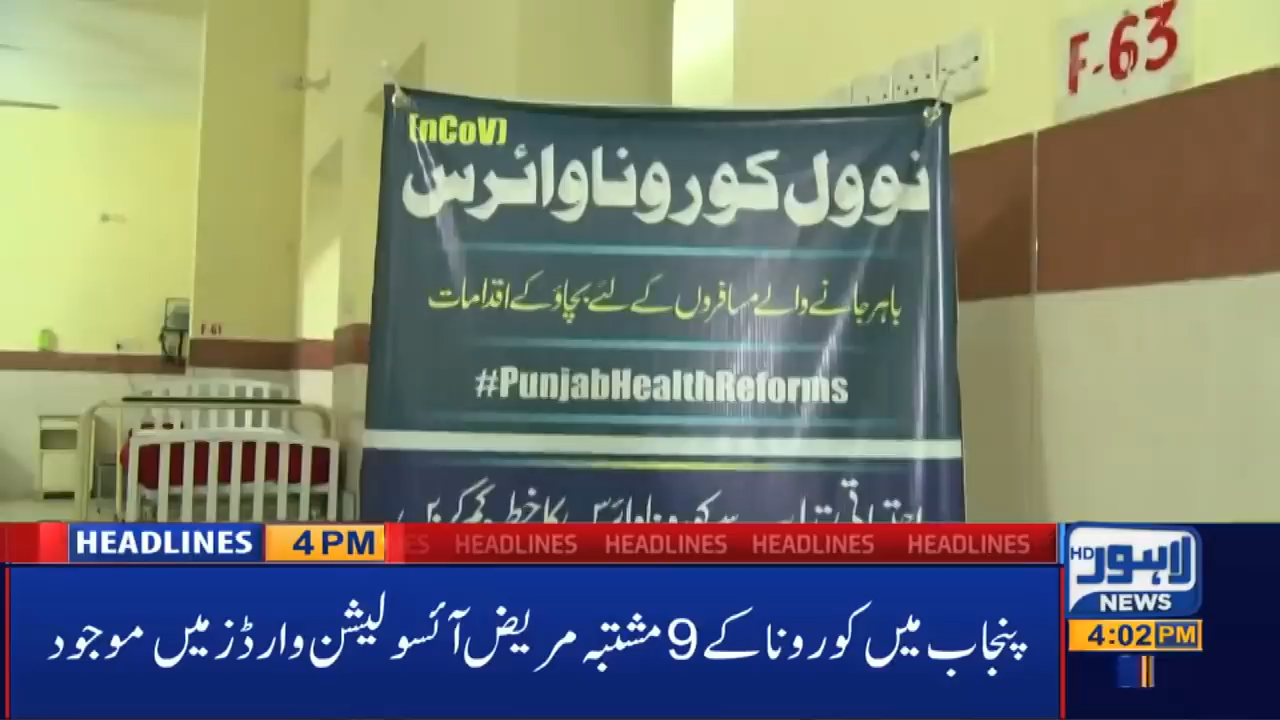 F-63
(nCoV)
نوول کورونا وائرس
باہر جانے والے مسافروں کے لئے بچاؤ کے اقدامات
F-61
#PunjabHealthReforms
HEADLINES 4 PM HEADLINES HEADLINES HEADLINES HEADLINES
HD لاہور
NEWS
4:02 PM
پنجاب میں کورونا کے 9 مشتبہ مریض آئسولیشن وارڈز میں موجود